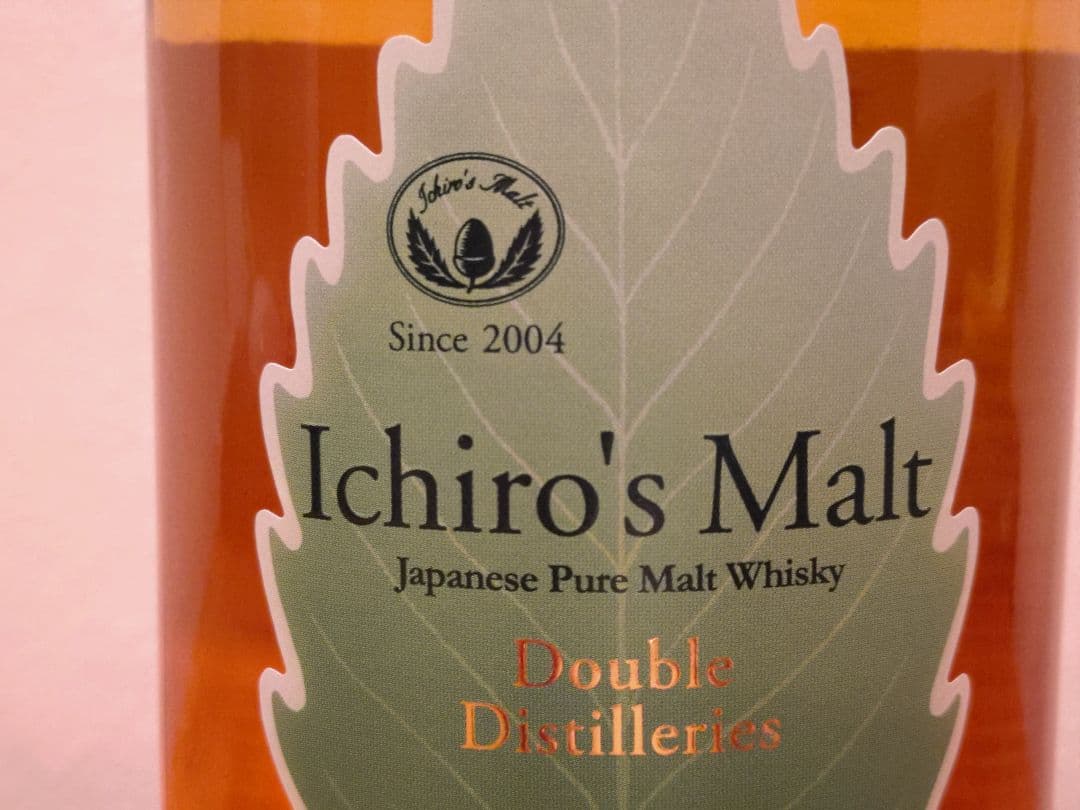 Ichiro's Malt
Since 2004
Ichiro's Malt
Japanese Pure Malt Whisky
Double
Distilleries